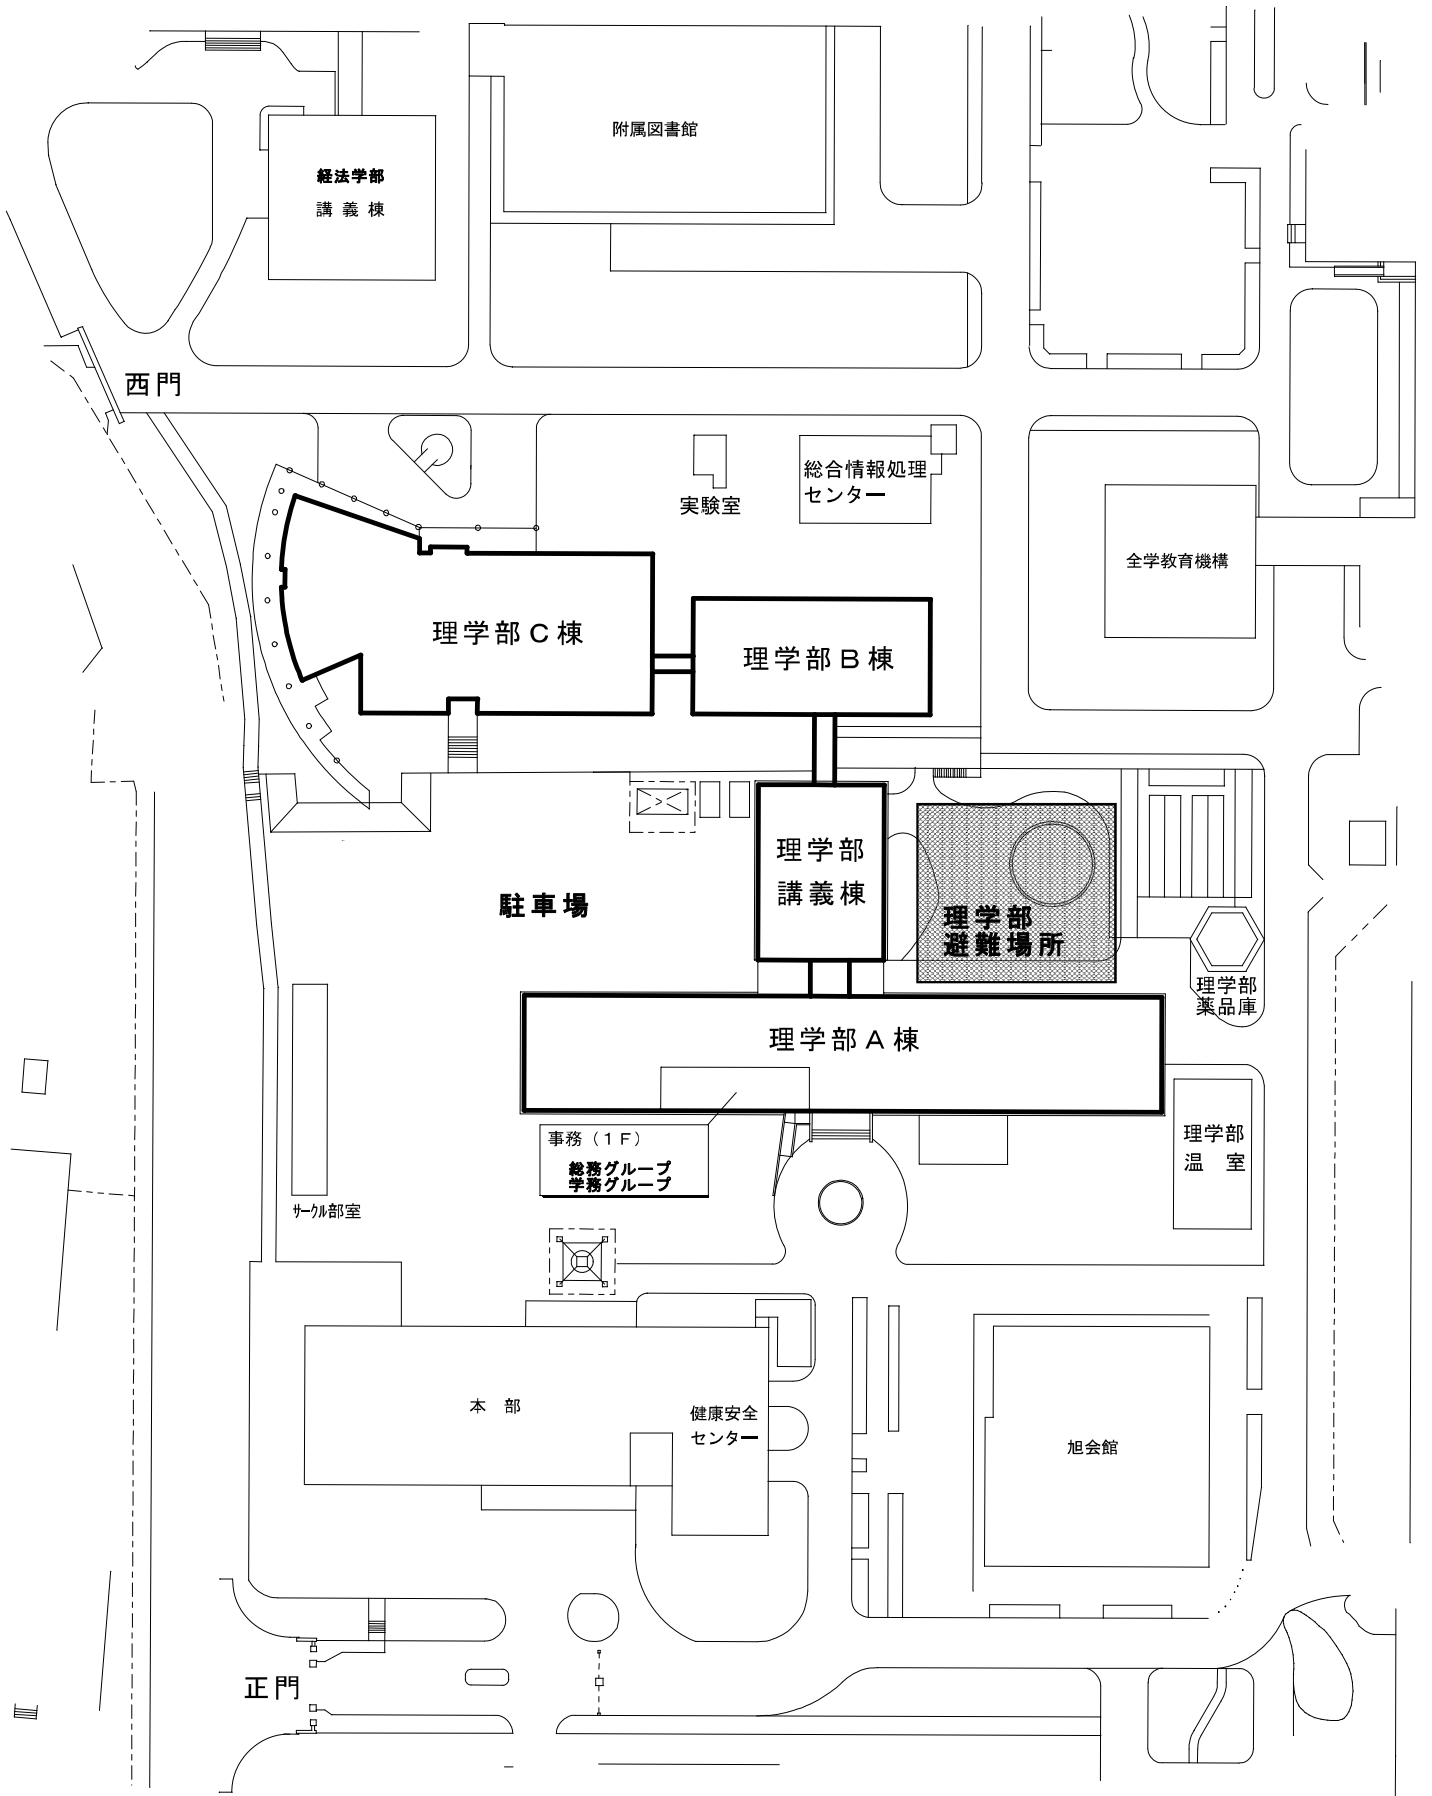 附属図書館
経法学部
講 義 棟
西門
総合情報処理
センター
実験室
全学教育機構
理学部C棟
理学部B棟
理学部
講義棟
駐車場
理学部
避難場所
理学部
薬品庫
理学部A棟
事務(1F)
総務グループ
学務グループ
理学部
温 室
ｻｰｸﾙ部室
本 部
健康安全
センター
旭会館
正門